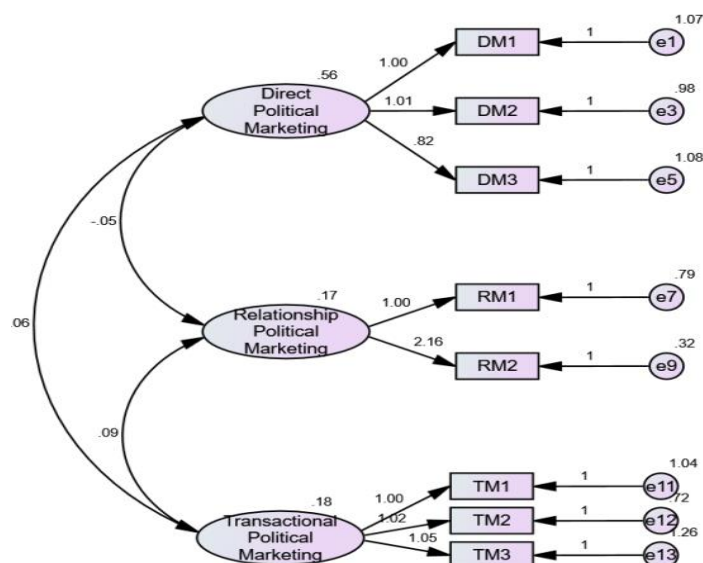 1.07
DM1
1
e1
.56
1.00
Direct
Political
Marketing
.98
1.01
DM2
1
e3
.82
1.08
DM3
1
e5
-.05
.79
.17
1.00
RM1
1
e7
.06
Relationship
Political
Marketing
2.16
.32
RM2
1
e9
.09
1.04
.18
1.00
TM1
1
e11
Transactional
Political
Marketing
1.02
.72
TM2
1
e12
1.05
1.26
TM3
1
e13